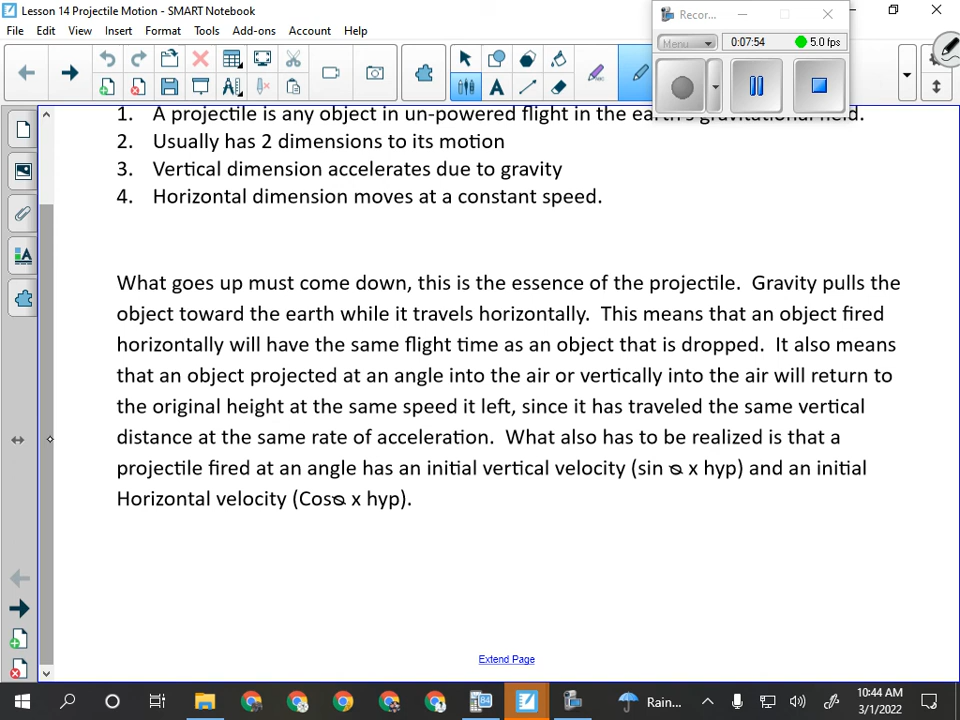 Lesson 14 Projectile Motion - SMART Notebook
Recor...
File Edit View Insert Format Tools Add-ons Account Help
Menu 0:07:54 5.0 fps
1. A projectile is any object in un-powered flight in the earth's gravitational field.
2. Usually has 2 dimensions to its motion
3. Vertical dimension accelerates due to gravity
4. Horizontal dimension moves at a constant speed.
What goes up must come down, this is the essence of the projectile. Gravity pulls the
object toward the earth while it travels horizontally. This means that an object fired
horizontally will have the same flight time as an object that is dropped. It also means
that an object projected at an angle into the air or vertically into the air will return to
the original height at the same speed it left, since it has traveled the same vertical
distance at the same rate of acceleration. What also has to be realized is that a
projectile fired at an angle has an initial vertical velocity (sin x hyp) and an initial
Horizontal velocity (Cos x hyp).
Extend Page
Rain...
10:44 AM
3/1/2022